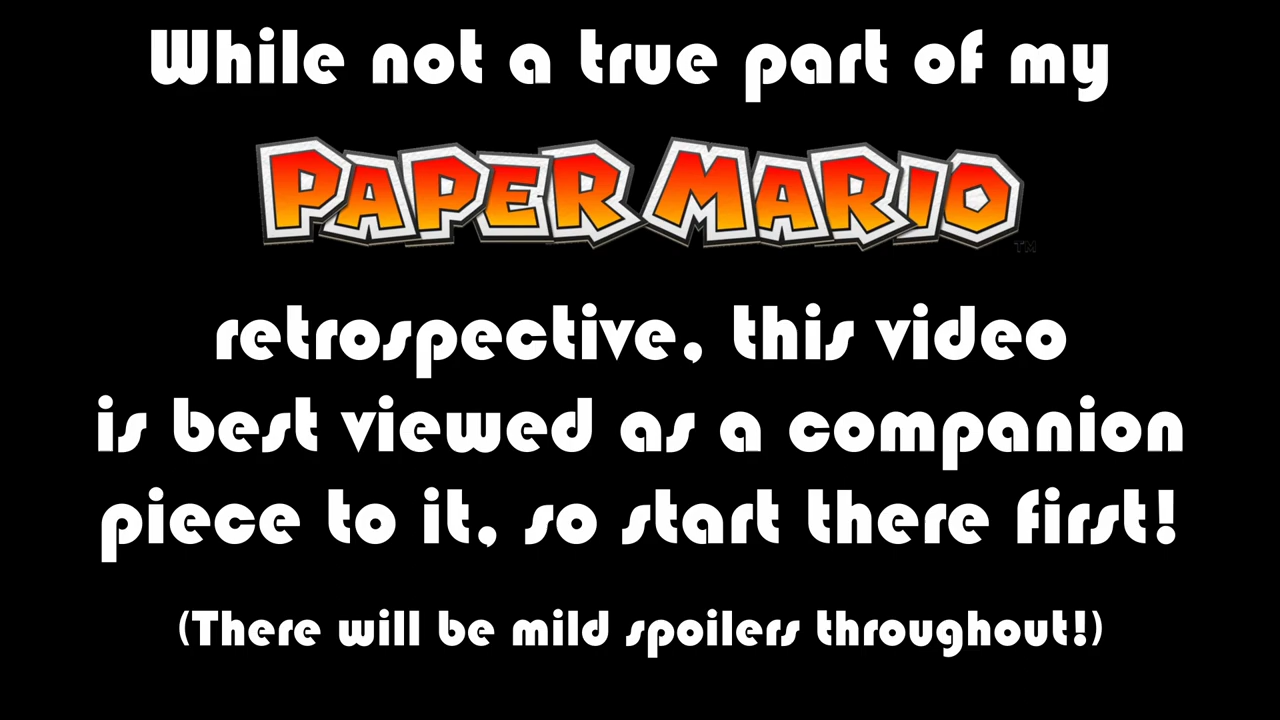 While not a true part of my
PAPER MARIO™
retrospective, this video
is best viewed as a companion
piece to it, so start there first!
(There will be mild spoilers throughout!)